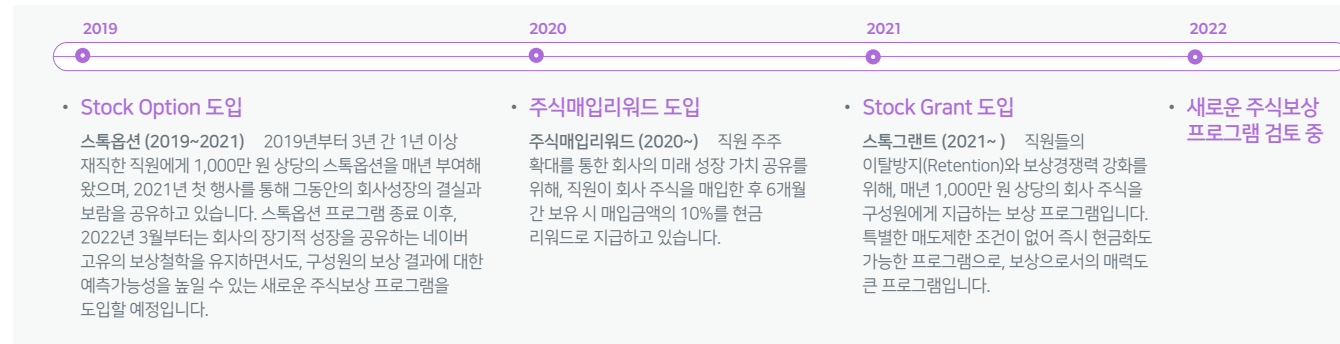 2019
2020
2021
2022
• Stock Option 도입
스톡옵션 (2019~2021) 2019년부터 3년 간 1년 이상
재직한 직원에게 1,000만 원 상당의 스톡옵션을 매년 부여해
왔으며, 2021년 첫 행사를 통해 그동안의 회사성장의 결실과
보람을 공유하고 있습니다. 스톡옵션 프로그램 종료 이후,
2022년 3월부터는 회사의 장기적 성장을 공유하는 네이버
고유의 보상철학을 유지하면서도, 구성원의 보상 결과에 대한
예측가능성을 높일 수 있는 새로운 주식보상 프로그램을
도입할 예정입니다.
• 주식매입리워드 도입
주식매입리워드 (2020~) 직원 주주
확대를 통한 회사의 미래 성장 가치 공유를
위해, 직원이 회사 주식을 매입한 후 6개월
간 보유 시 매입금액의 10%를 현금
리워드로 지급하고 있습니다.
• Stock Grant 도입
스톡그랜트 (2021~ ) 직원들의
이탈방지(Retention)와 보상경쟁력 강화를
위해, 매년 1,000만 원 상당의 회사 주식을
구성원에게 지급하는 보상 프로그램입니다.
특별한 매도제한 조건이 없어 즉시 현금화도
가능한 프로그램으로, 보상으로서의 매력도
큰 프로그램입니다.
• 새로운 주식보상
프로그램 검토 중